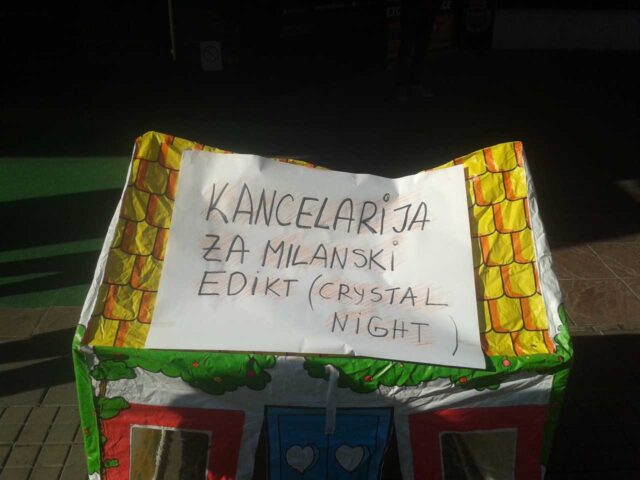 KANCELARIJA
ZA MILANSKI
EDIKT (CRYSTAL
NIGHT )